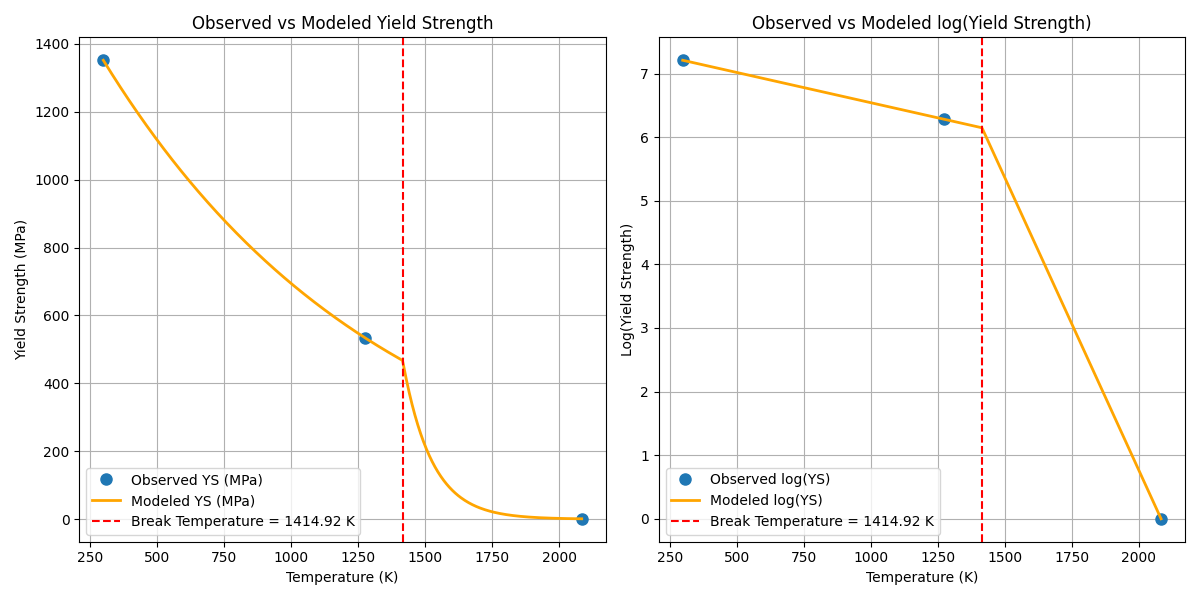 Observed vs Modeled Yield Strength
1400
1200
1000
800
600
400
200
0
Yield Strength (MPa)
Observed YS (MPa)
Modeled YS (MPa)
Break Temperature = 1414.92 K
250 500 750 1000 1250 1500 1750 2000
Temperature (K)
Observed vs Modeled log(Yield Strength)
7
6
5
4
3
2
1
0
Log(Yield Strength)
Observed log(YS)
Modeled log(YS)
Break Temperature = 1414.92 K
250 500 750 1000 1250 1500 1750 2000
Temperature (K)